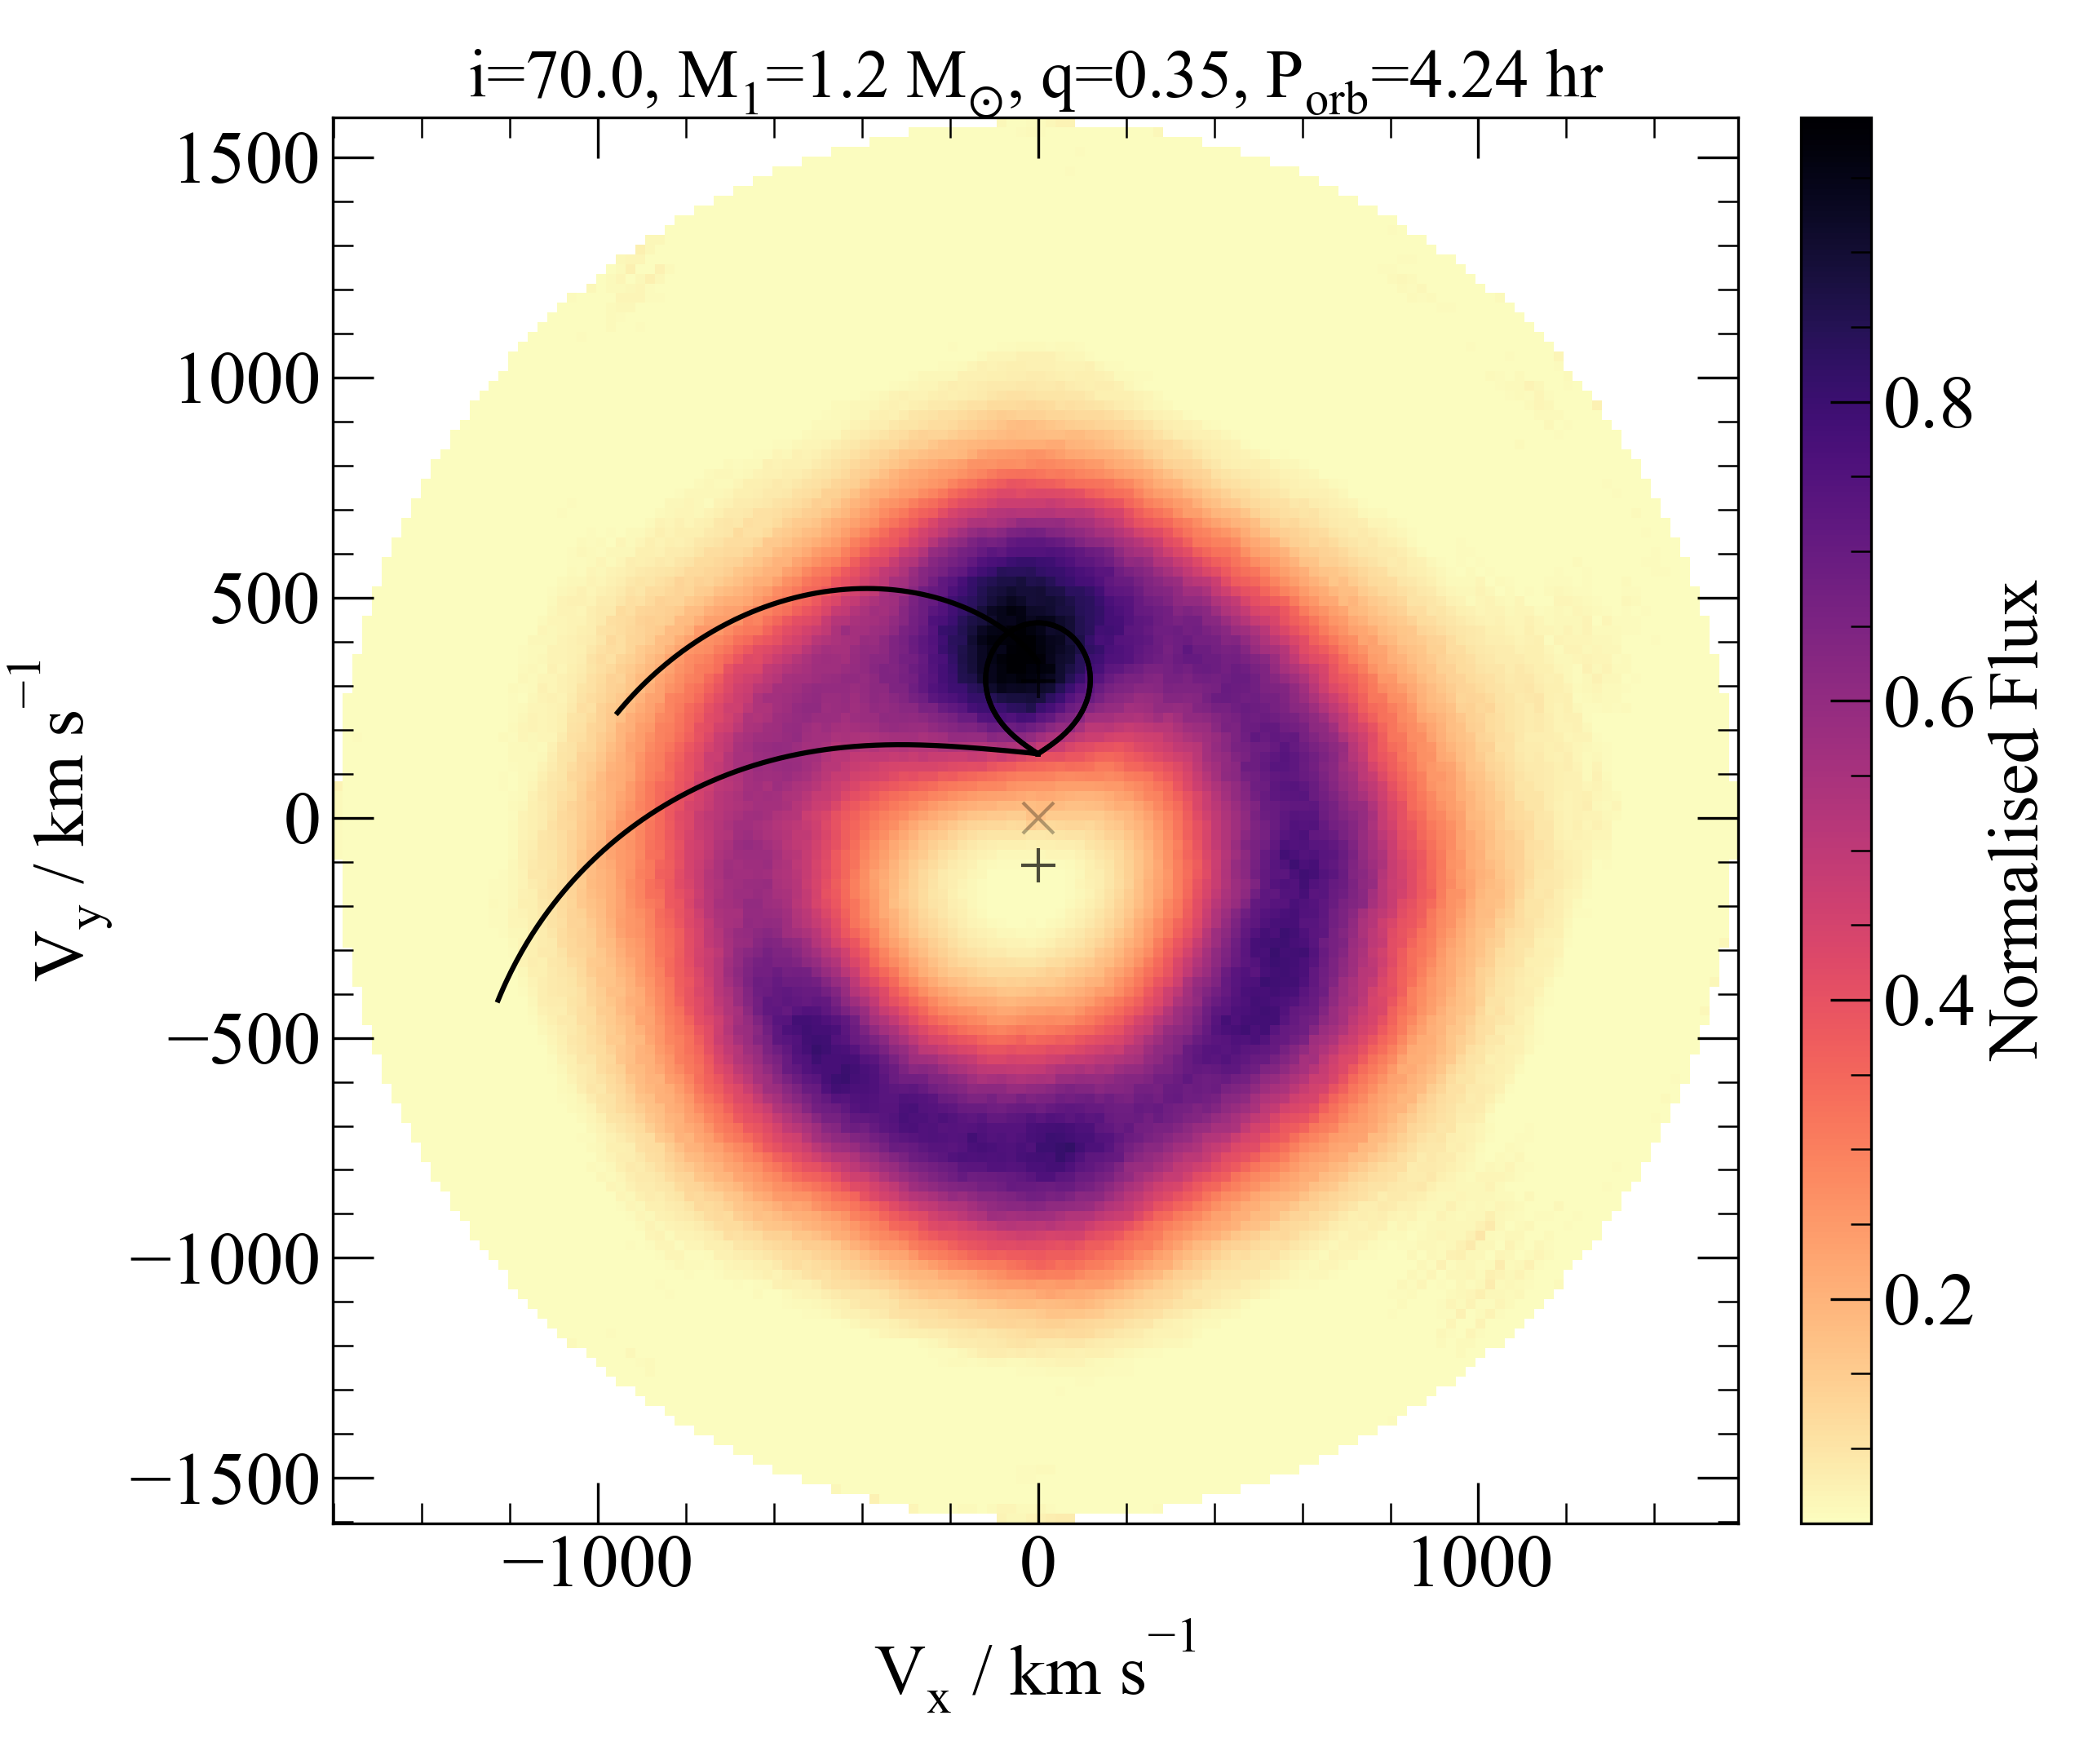 i=70.0, M₁=1.2 M☉, q=0.35, Pₒᵣb=4.24 hr
1500
1000
500
0
−500
−1000
−1500
V_y / km s⁻¹
−1000 0 1000
Vₓ / km s⁻¹
0.8
0.6
0.4
0.2
Normalised Flux